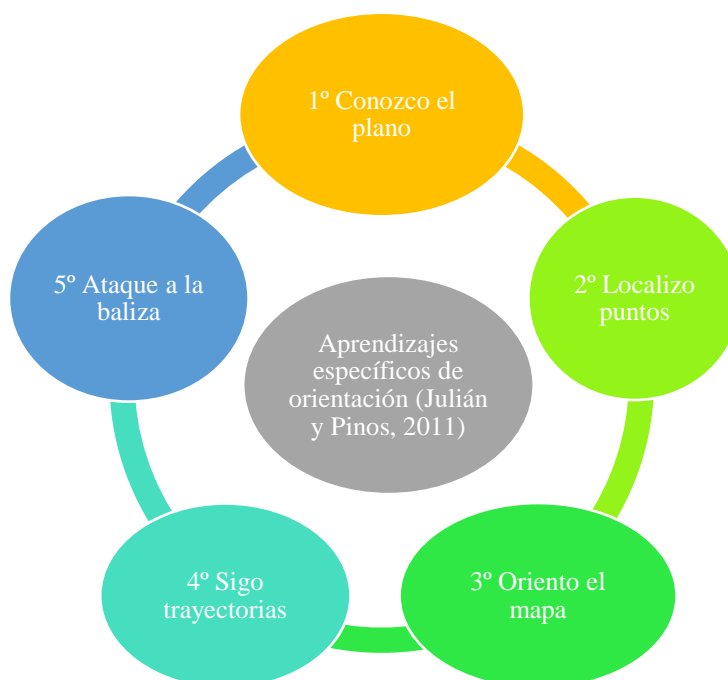 1º Conozco el
plano
2º Localizo
puntos
3º Oriento el
mapa
4º Sigo
trayectorias
5º Ataque a la
baliza
Aprendizajes
específicos de
orientación (Julián
y Pinos, 2011)